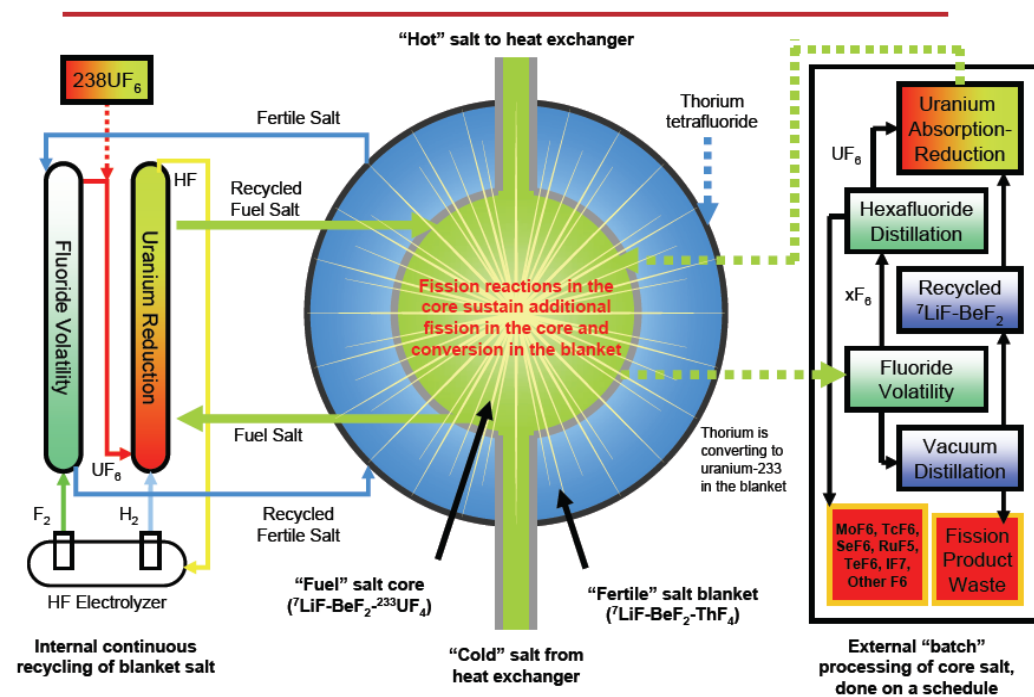 "Hot" salt to heat exchanger
238UF₆
Fertile Salt
HF
Recycled
Fuel Salt
Fluoride Volatility
Uranium Reduction
Fuel Salt
UF₆
F₂
H₂
Recycled
Fertile Salt
HF Electrolyzer
Internal continuous
recycling of blanket salt
Thorium
tetrafluoride
Fission reactions in the
core sustain additional
fission in the core and
conversion in the blanket
Thorium is
converting to
uranium-233
in the blanket
"Fuel" salt core
(⁷LiF-BeF₂-²³³UF₄)
"Fertile" salt blanket
(⁷LiF-BeF₂-ThF₄)
"Cold" salt from
heat exchanger
Uranium
Absorption-
Reduction
UF₆
Hexafluoride
Distillation
xF₆
Recycled
⁷LiF-BeF₂
Fluoride
Volatility
Vacuum
Distillation
MoF6, TcF6,
SeF6, RuF5,
TeF6, IF7,
Other F6
Fission
Product
Waste
External "batch"
processing of core salt,
done on a schedule